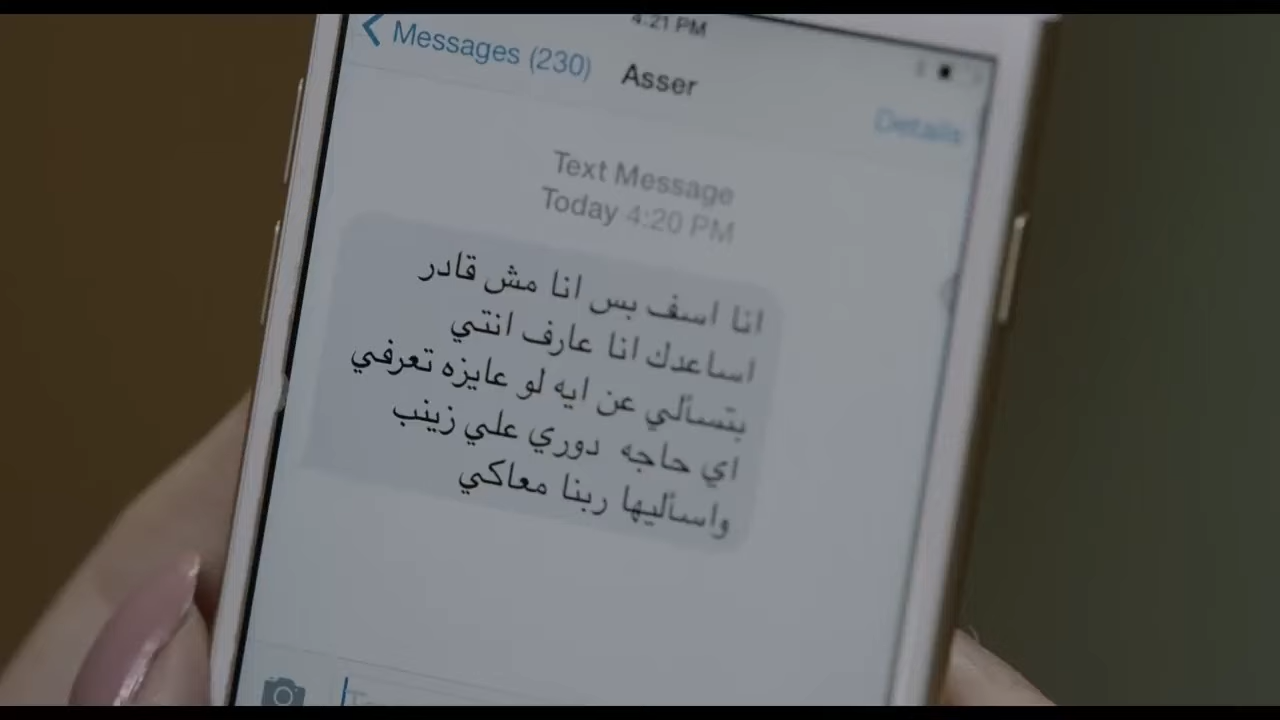 4:21 PM
Messages (230)
Asser
Details
Text Message
Today 4:20 PM
انا اسف بس انا مش قادر
اساعدك انا عارف انتي
بتسألي عن ايه لو عايزه تعرفي
اي حاجه دوري علي زينب
واسأليها ربنا معاكي